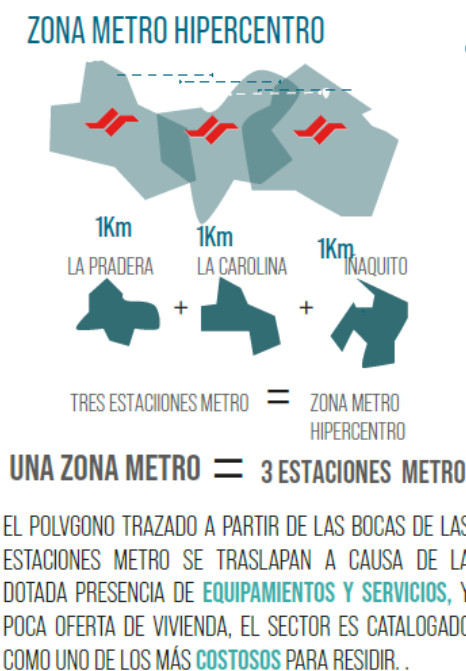 ZONA METRO HIPERCENTRO
1Km
1Km
1Km
LA PRADERA
LA CAROLINA
IÑAQUITO
+
+
TRES ESTACIIONES METRO = ZONA METRO
HIPERCENTRO
UNA ZONA METRO = 3 ESTACIONES METRO
EL POLVGONO TRAZADO A PARTIR DE LAS BOCAS DE LAS
ESTACIONES METRO SE TRASLAPAN A CAUSA DE LA
DOTADA PRESENCIA DE EQUIPAMIENTOS Y SERVICIOS, Y
POCA OFERTA DE VIVIENDA, EL SECTOR ES CATALOGADO
COMO UNO DE LOS MÁS COSTOSOS PARA RESIDIR. .